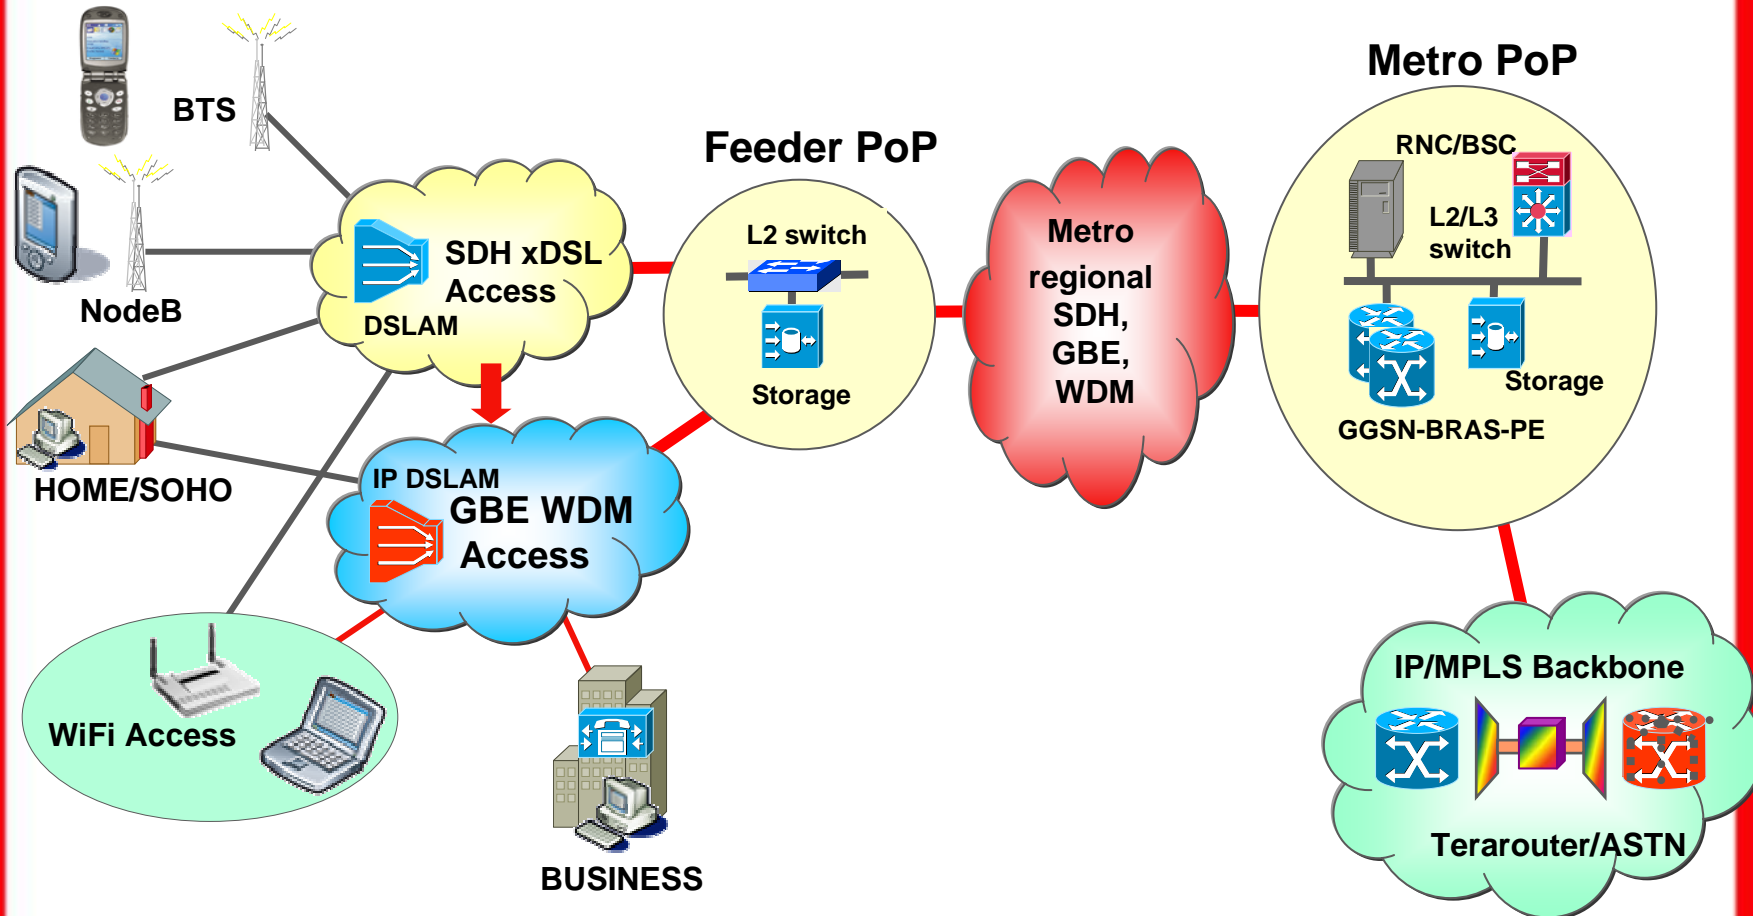 Metro PoP
BTS
RNC/BSC
Feeder PoP
L2/L3
switch
L2 switch
Metro
regional
SDH,
GBE,
WDM
SDH xDSL
Access
DSLAM
NodeB
Storage
Storage
GGSN-BRAS-PE
HOME/SOHO
IP DSLAM
GBE WDM
Access
IP/MPLS Backbone
WiFi Access
Terarouter/ASTN
BUSINESS